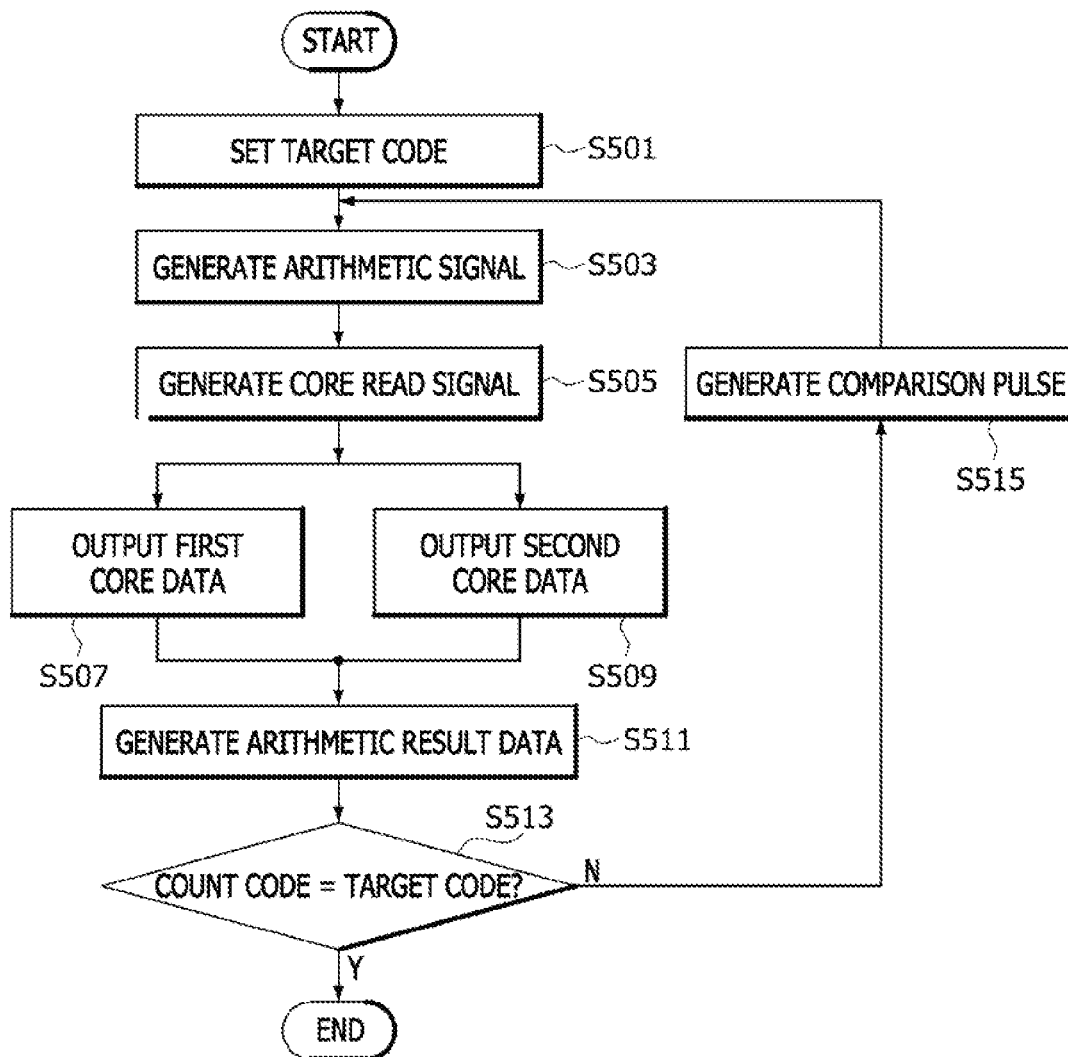 START
SET TARGET CODE
S501
GENERATE ARITHMETIC SIGNAL
S503
GENERATE CORE READ SIGNAL
S505
GENERATE COMPARISON PULSE
S515
OUTPUT FIRST
CORE DATA
S507
OUTPUT SECOND
CORE DATA
S509
GENERATE ARITHMETIC RESULT DATA
S511
S513
COUNT CODE = TARGET CODE?
N
Y
END